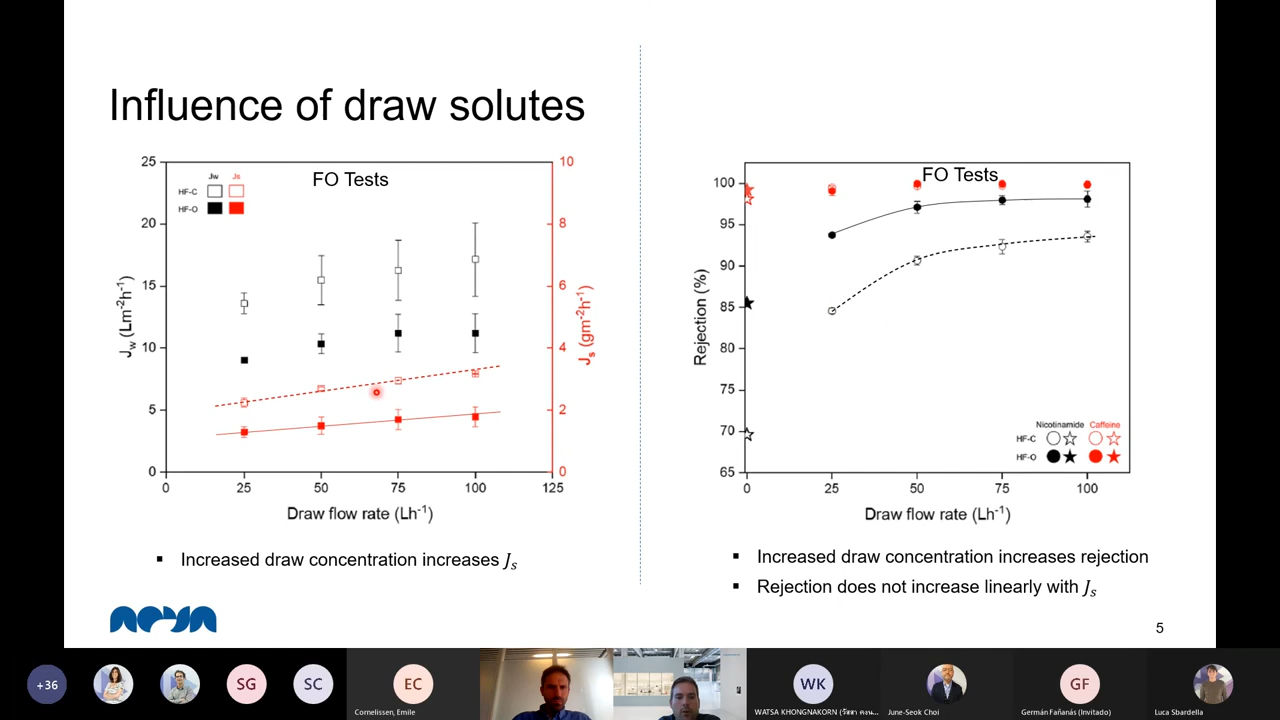 Influence of draw solutes
FO Tests
Jw Js
HF-C
HF-O
25
20
15
10
5
0
Jw (Lm-2h-1)
10
8
6
4
2
0
Js (gm-2h-1)
0 25 50 75 100 125
Draw flow rate (Lh-1)
▪ Increased draw concentration increases Js
FO Tests
100
95
90
85
80
75
70
65
Rejection (%)
Nicotinamide Caffeine
HF-C
HF-O
0 25 50 75 100
Draw flow rate (Lh-1)
▪ Increased draw concentration increases rejection
▪ Rejection does not increase linearly with Js
5
+36
SG
SC
EC
Cornelissen, Emile
WK
WATSA KHONGNAKORN
June-Seok Choi
GF
Germán Fañanás (Invitado)
Luca Sbardella